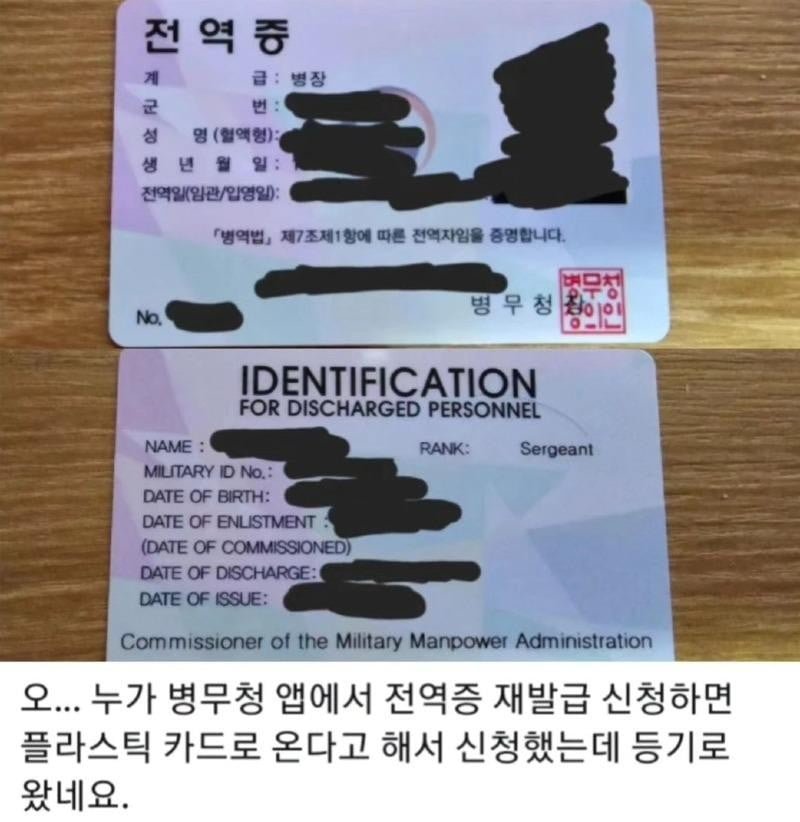 전 역 증
계 급 : 병장
군 번 :
성 명 (혈액형):
생 년 월 일 :
전역일(임관/입영일):
「병역법」 제7조제1항에 따른 전역자임을 증명합니다.
병 무 청 장
병무청
장의인
No.
IDENTIFICATION
FOR DISCHARGED PERSONNEL
NAME : RANK: Sergeant
MILITARY ID No.:
DATE OF BIRTH:
DATE OF ENLISTMENT :
(DATE OF COMMISSIONED)
DATE OF DISCHARGE:
DATE OF ISSUE:
Commissioner of the Military Manpower Administration
오... 누가 병무청 앱에서 전역증 재발급 신청하면
플라스틱 카드로 온다고 해서 신청했는데 등기로
왔네요.